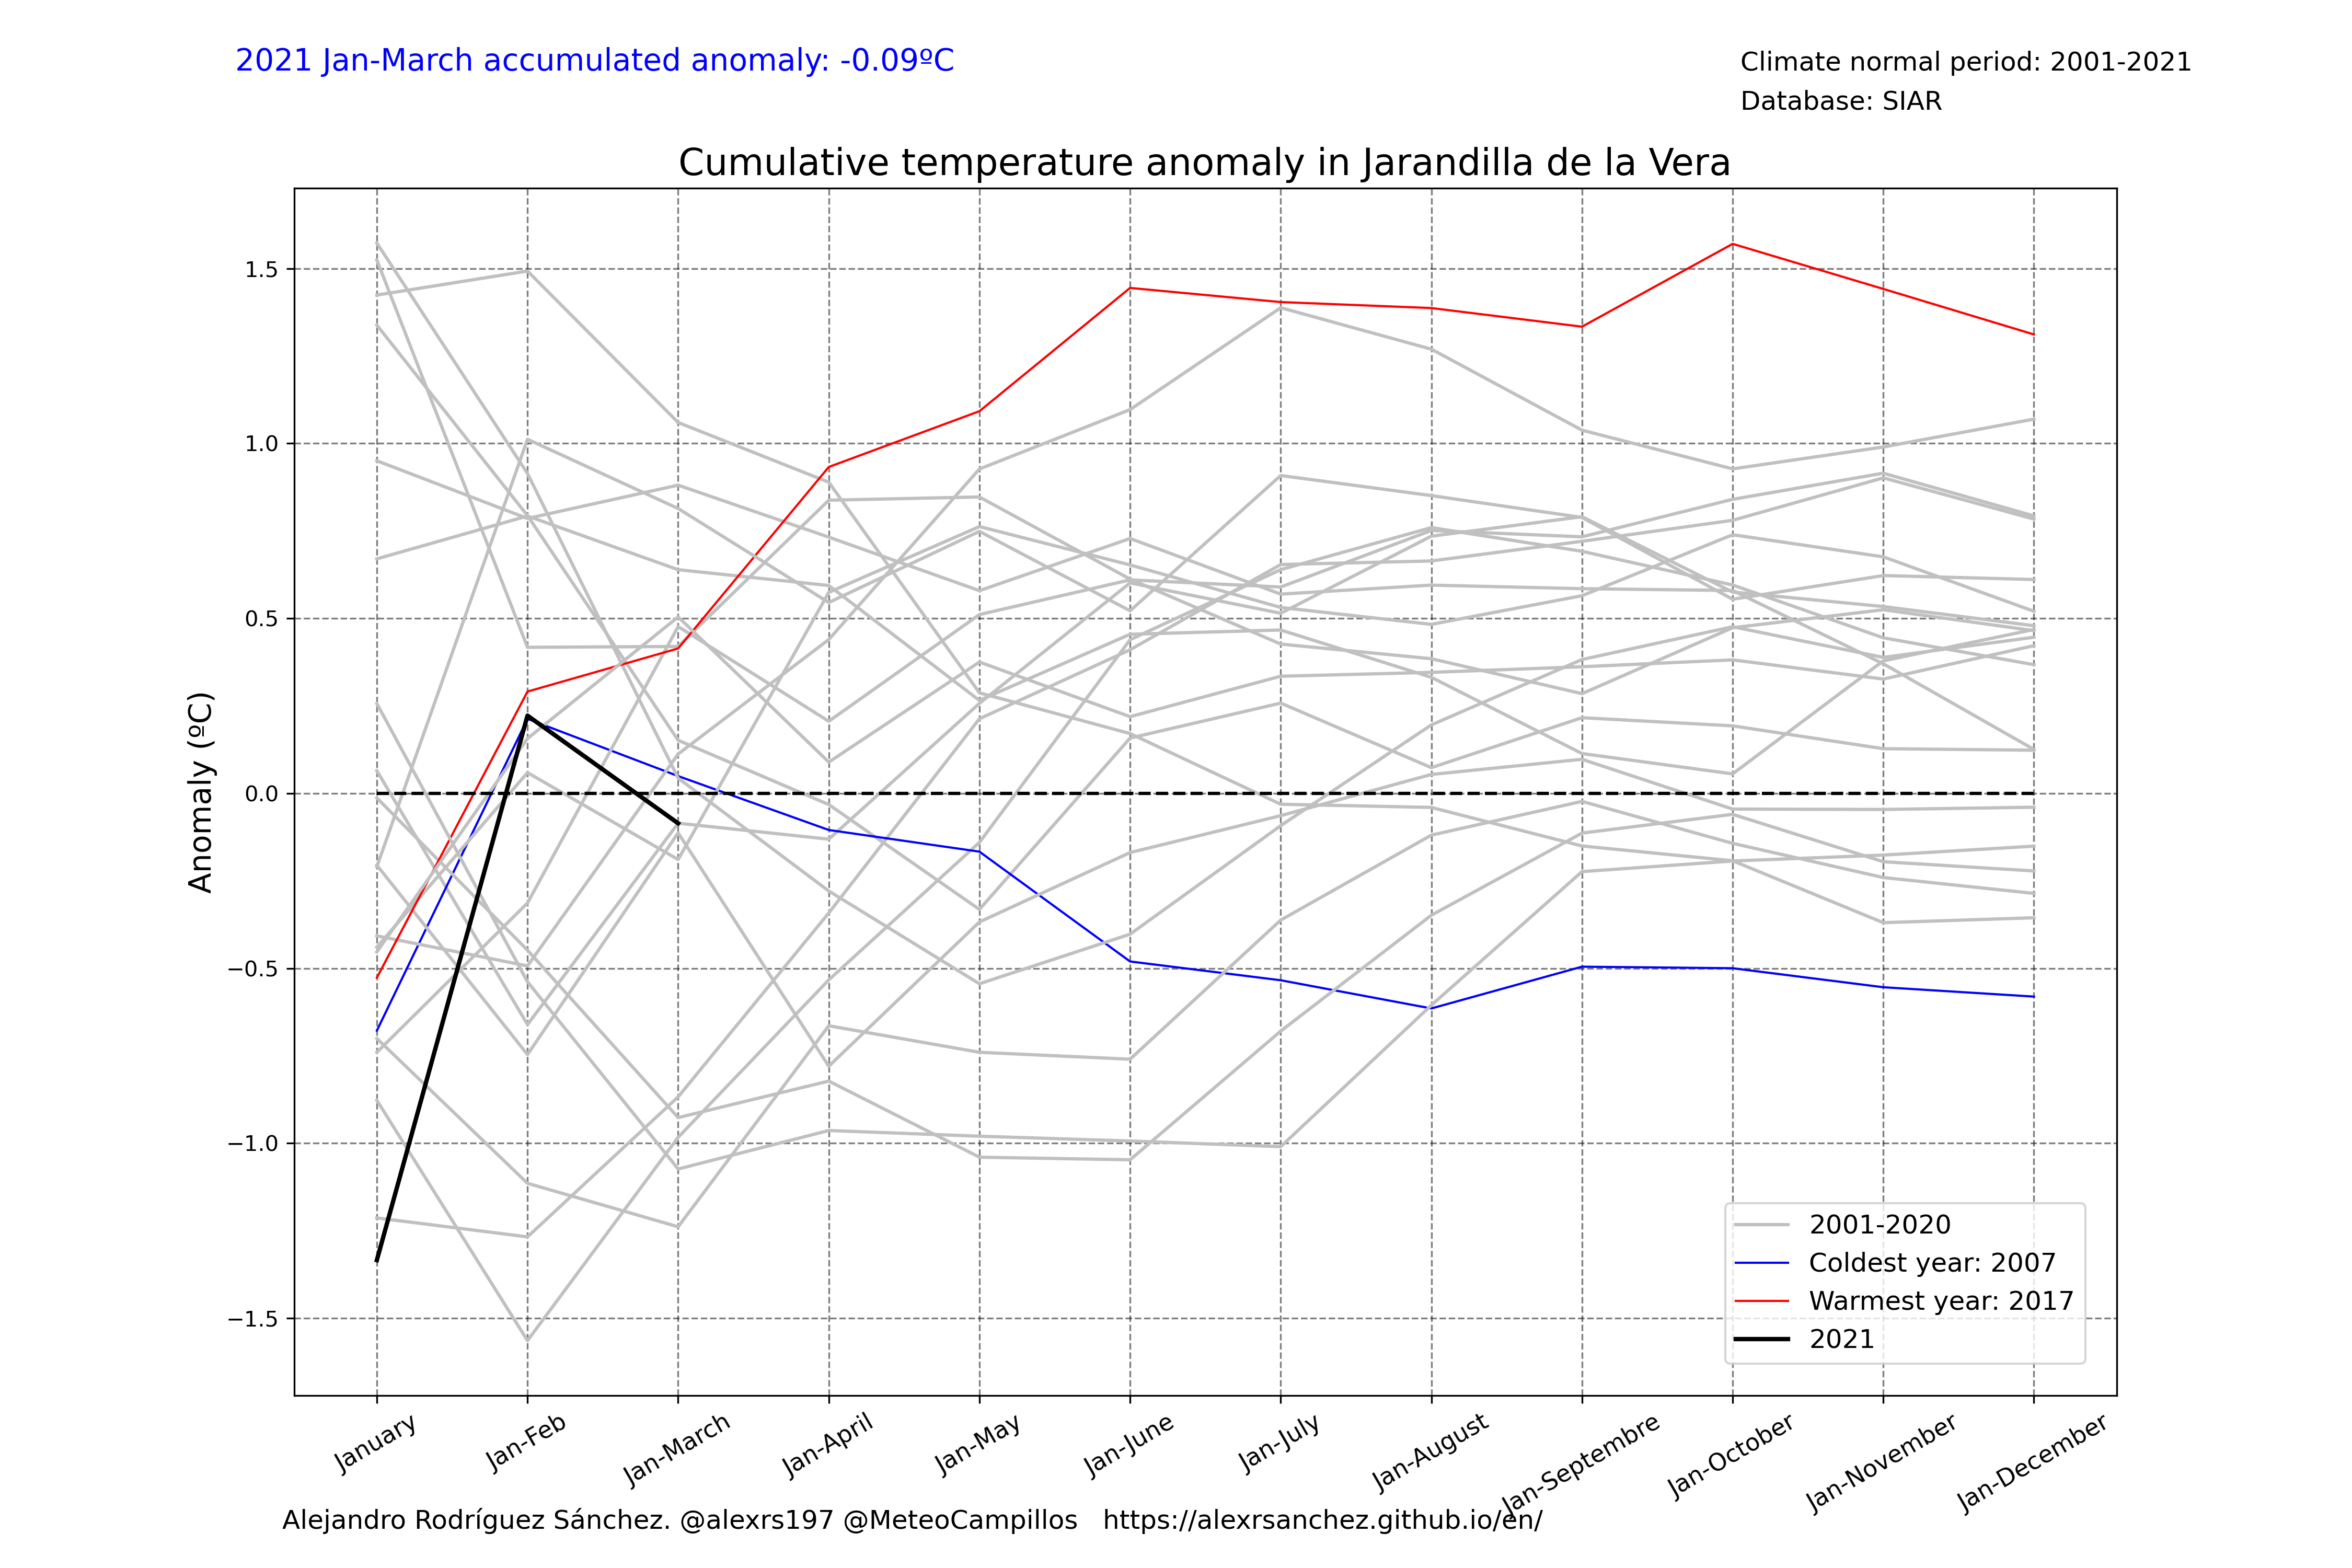 2021 Jan-March accumulated anomaly: -0.09ºC
Climate normal period: 2001-2021
Database: SIAR
Cumulative temperature anomaly in Jarandilla de la Vera
Anomaly (ºC)
1.5
1.0
0.5
0.0
−0.5
−1.0
−1.5
2001-2020
Coldest year: 2007
Warmest year: 2017
2021
January
Jan-Feb
Jan-March
Jan-April
Jan-May
Jan-June
Jan-July
Jan-August
Jan-Septembre
Jan-October
Jan-November
Jan-December
Alejandro Rodríguez Sánchez. @alexrs197 @MeteoCampillos   https://alexrsanchez.github.io/en/